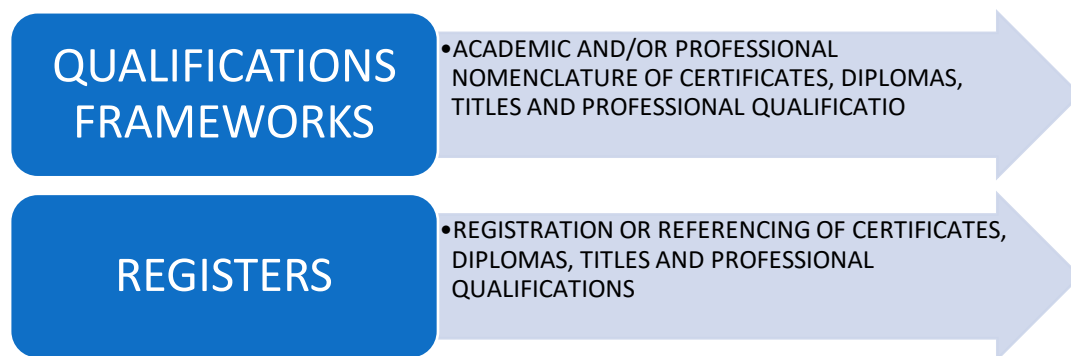 QUALIFICATIONS
FRAMEWORKS
•ACADEMIC AND/OR PROFESSIONAL
NOMENCLATURE OF CERTIFICATES, DIPLOMAS,
TITLES AND PROFESSIONAL QUALIFICATIO
REGISTERS
•REGISTRATION OR REFERENCING OF CERTIFICATES,
DIPLOMAS, TITLES AND PROFESSIONAL
QUALIFICATIONS